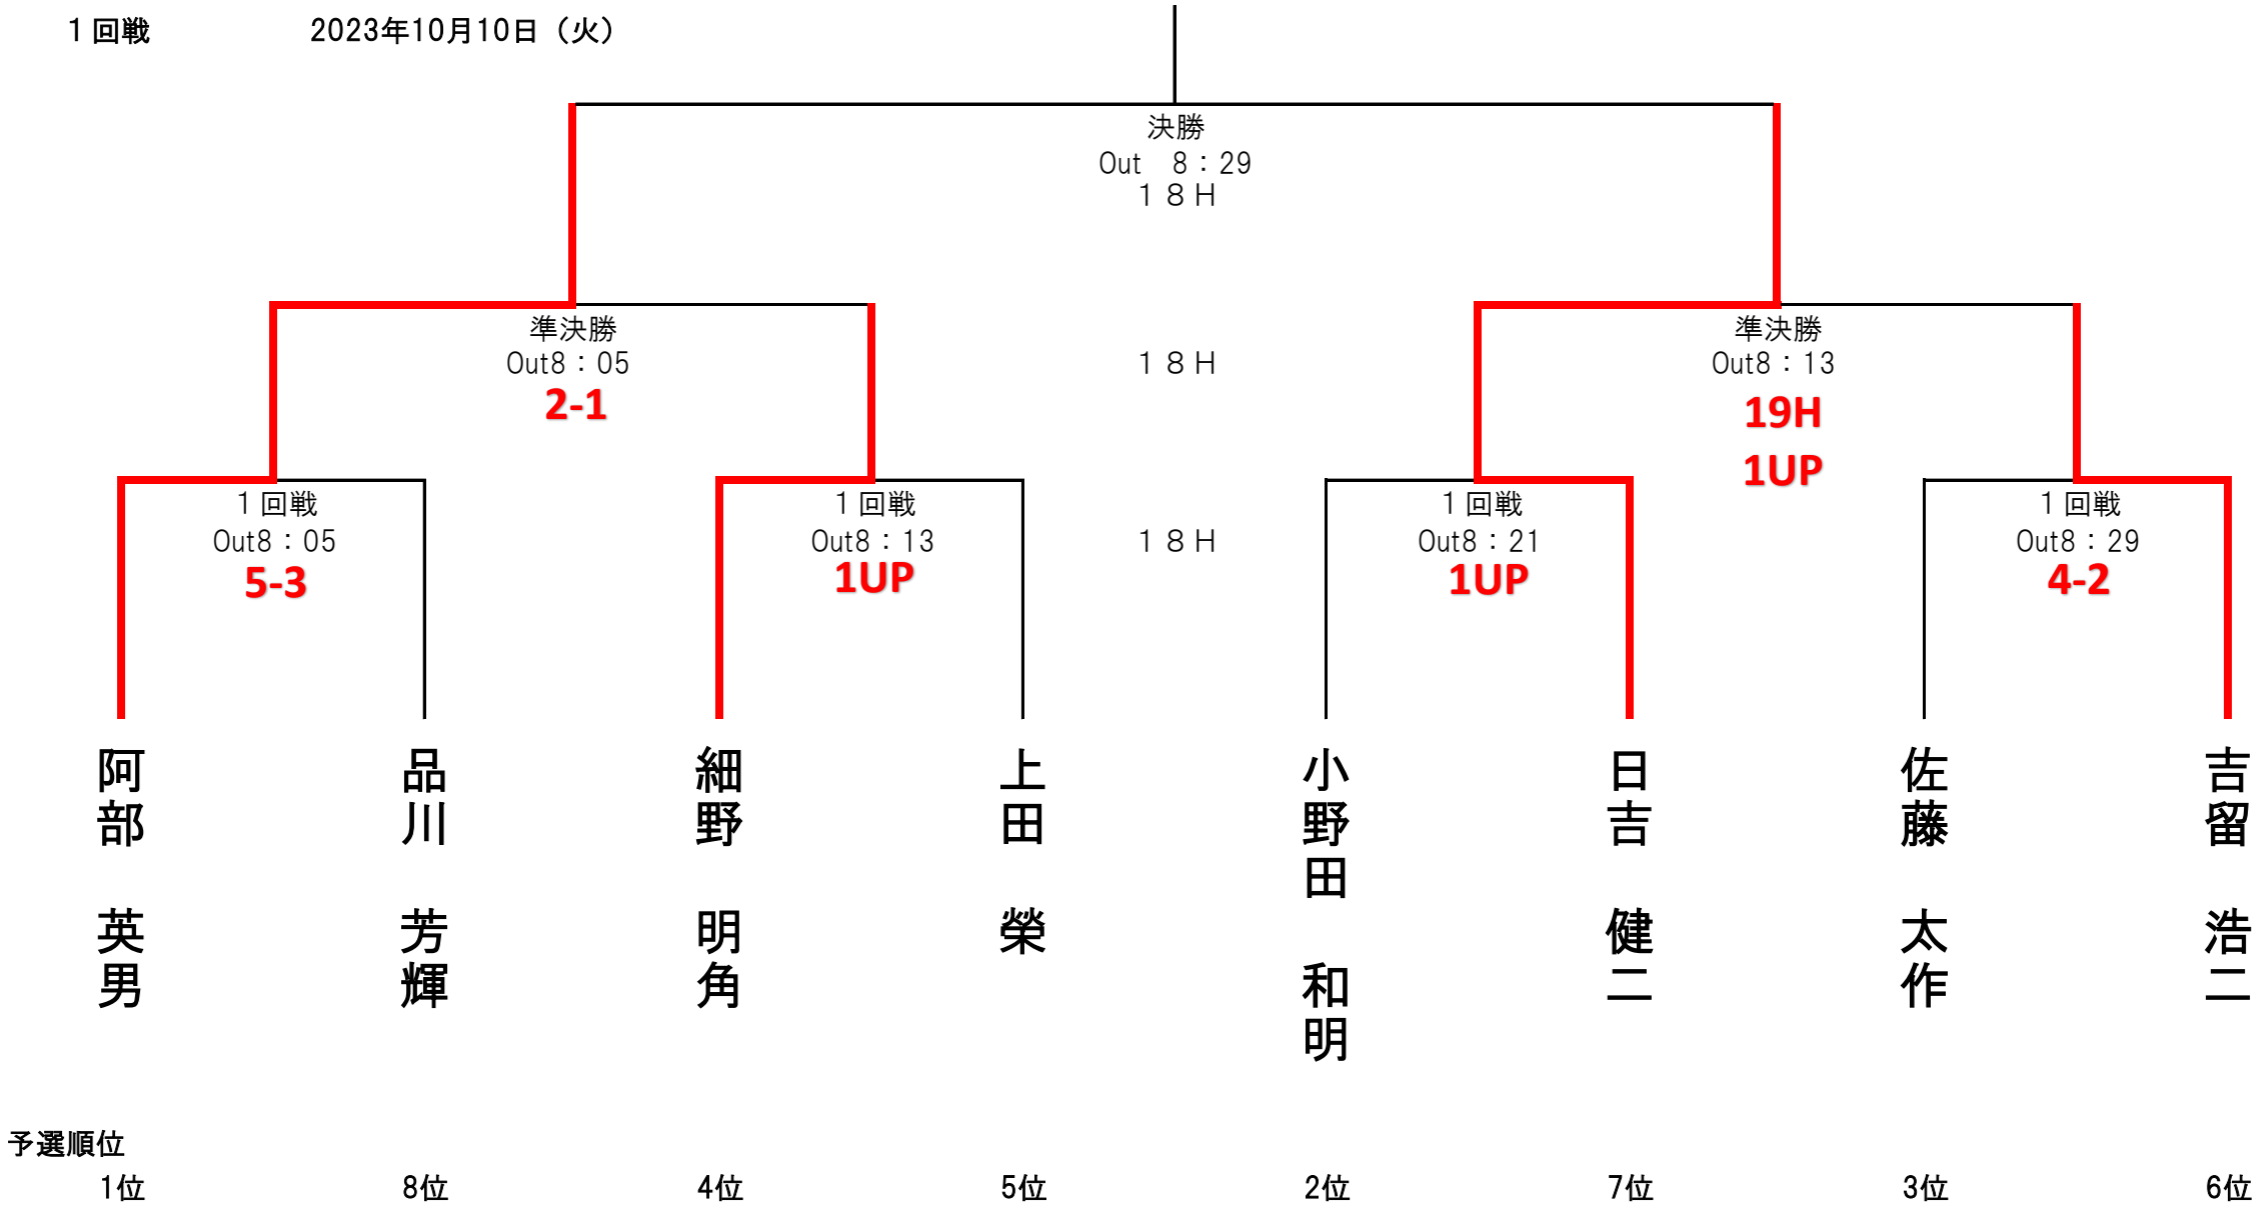 １回戦　2023年10月10日（火）
決勝
Out　8：29
１８Ｈ
準決勝
Out8：05
2-1
１８Ｈ
準決勝
Out8：13
19H
1UP
１回戦
Out8：05
5-3
１回戦
Out8：13
1UP
１８Ｈ
１回戦
Out8：21
1UP
１回戦
Out8：29
4-2
阿部　英男
品川　芳輝
細野　明角
上田　榮
小野田　和明
日吉　健二
佐藤　太作
吉留　浩二
予選順位
1位　8位　4位　5位　2位　7位　3位　6位